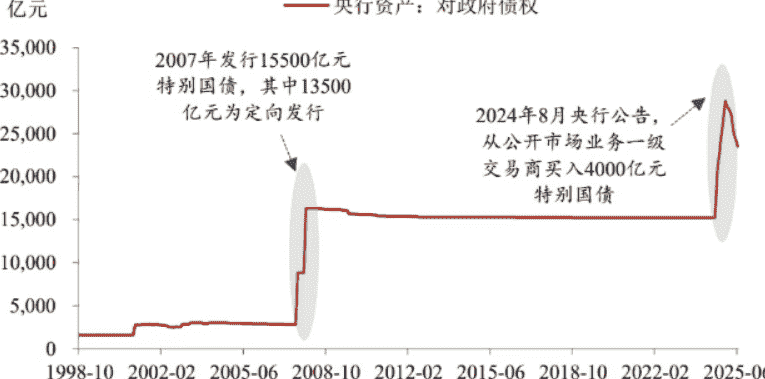 亿元
央行资产：对政府债权
35,000
30,000
25,000
20,000
15,000
10,000
5,000
0
2007年发行15500亿元
特别国债，其中13500
亿元为定向发行
2024年8月央行公告，
从公开市场业务一级
交易商买入4000亿元
特别国债
1998-10 2002-02 2005-06 2008-10 2012-02 2015-06 2018-10 2022-02 2025-06